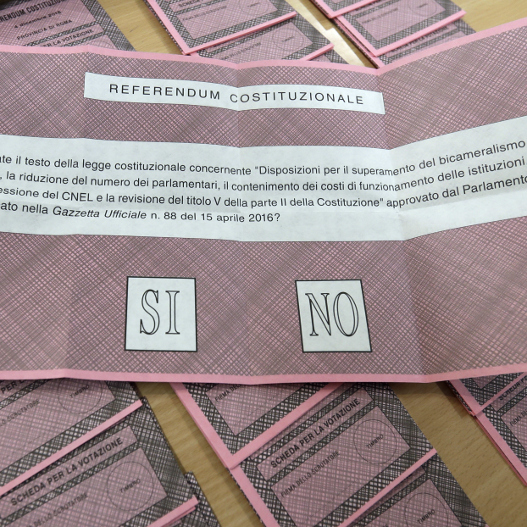 PROVINCIA DI ROMA
REFERENDUM COSTITUZIONALE
te il testo della legge costituzionale concernente "Disposizioni per il superamento del bicameralismo
, la riduzione del numero dei parlamentari, il contenimento dei costi di funzionamento delle istituzioni
essione del CNEL e la revisione del titolo V della parte II della Costituzione" approvato dal Parlamento
ato nella Gazzetta Ufficiale n. 88 del 15 aprile 2016?
SI
NO
SCHEDA PER LA VOTAZIONE
SCHEDA PER LA VOTAZIONE